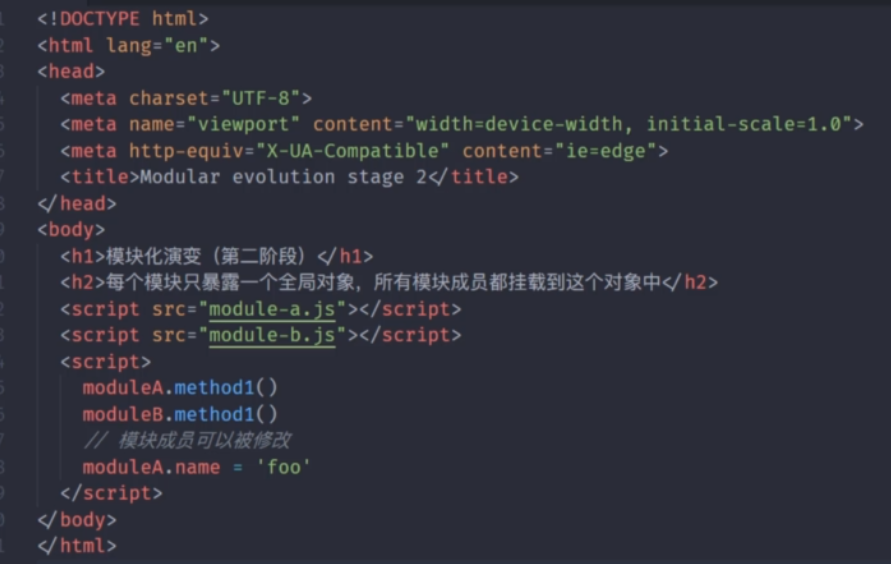 <!DOCTYPE html>
<html lang="en">
<head>
<meta charset="UTF-8">
<meta name="viewport" content="width=device-width, initial-scale=1.0">
<meta http-equiv="X-UA-Compatible" content="ie=edge">
<title>Modular evolution stage 2</title>
</head>
<body>
<h1>模块化演变（第二阶段）</h1>
<h2>每个模块只暴露一个全局对象，所有模块成员都挂载到这个对象中</h2>
<script src="module-a.js"></script>
<script src="module-b.js"></script>
<script>
moduleA.method1()
moduleB.method1()
// 模块成员可以被修改
moduleA.name = 'foo'
</script>
</body>
</html>